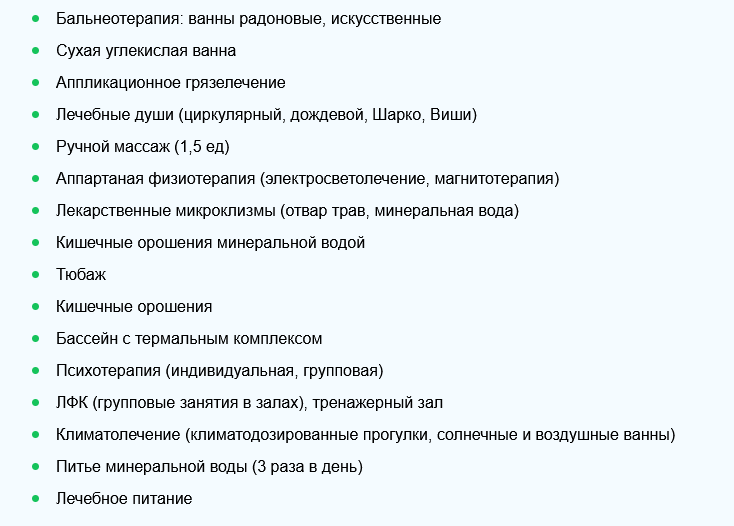 Бальнеотерапия: ванны радоновые, искусственные
Сухая углекислая ванна
Аппликационное грязелечение
Лечебные души (циркулярный, дождевой, Шарко, Виши)
Ручной массаж (1,5 ед)
Аппартаная физиотерапия (электросветолечение, магнитотерапия)
Лекарственные микроклизмы (отвар трав, минеральная вода)
Кишечные орошения минеральной водой
Тюбаж
Кишечные орошения
Бассейн с термальным комплексом
Психотерапия (индивидуальная, групповая)
ЛФК (групповые занятия в залах), тренажерный зал
Климатолечение (климатодозированные прогулки, солнечные и воздушные ванны)
Питье минеральной воды (3 раза в день)
Лечебное питание